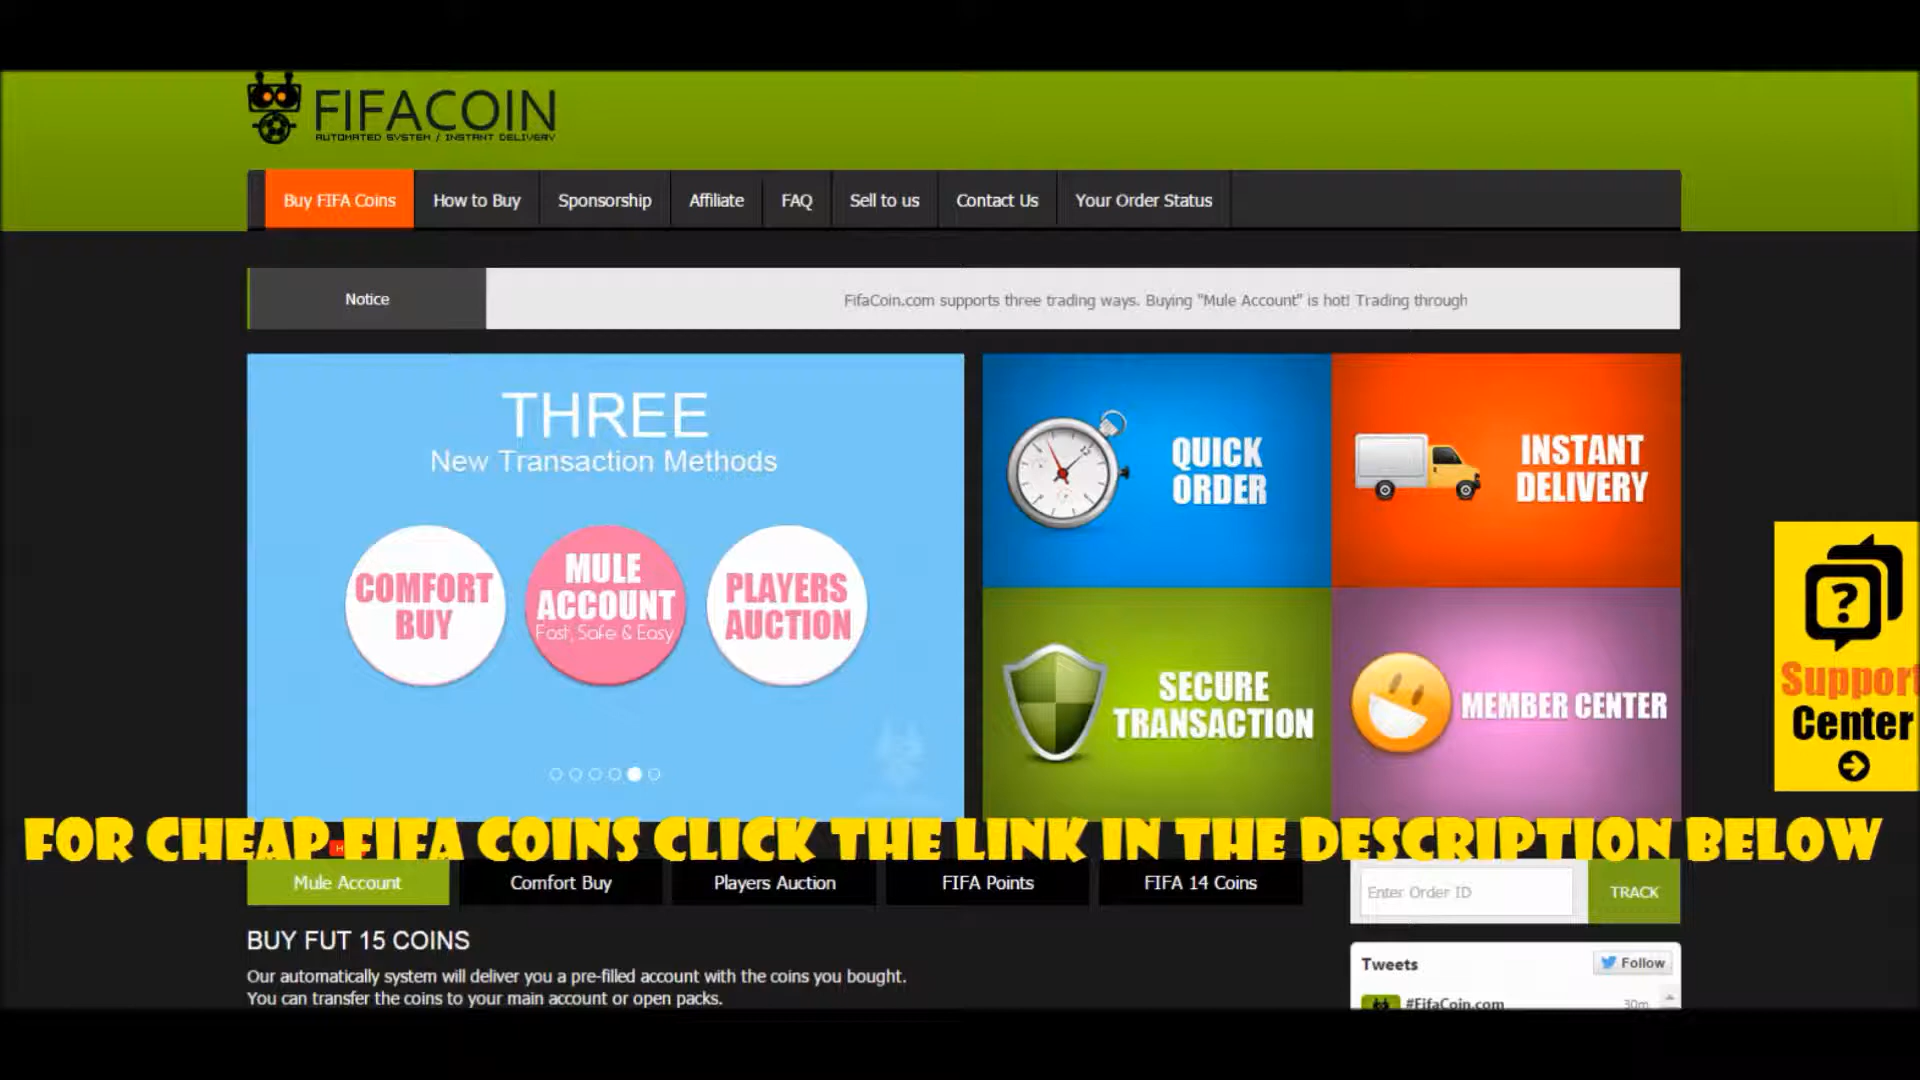 FIFACOIN
AUTOMATED SYSTEM / INSTANT DELIVERY
Buy FIFA Coins
How to Buy
Sponsorship
Affiliate
FAQ
Sell to us
Contact Us
Your Order Status
Notice
FifaCoin.com supports three trading ways. Buying "Mule Account" is hot! Trading through
THREE
New Transaction Methods
COMFORT
BUY
MULE
ACCOUNT
Fast, Safe & Easy
PLAYERS
AUCTION
QUICK
ORDER
INSTANT
DELIVERY
SECURE
TRANSACTION
MEMBER CENTER
?
Support
Center
FOR CHEAP FIFA COINS CLICK THE LINK IN THE DESCRIPTION BELOW
Mule Account
Comfort Buy
Players Auction
FIFA Points
FIFA 14 Coins
Enter Order ID
TRACK
BUY FUT 15 COINS
Our automatically system will deliver you a pre-filled account with the coins you bought.
You can transfer the coins to your main account or open packs.
Tweets
Follow
#FifaCoin.com
30m